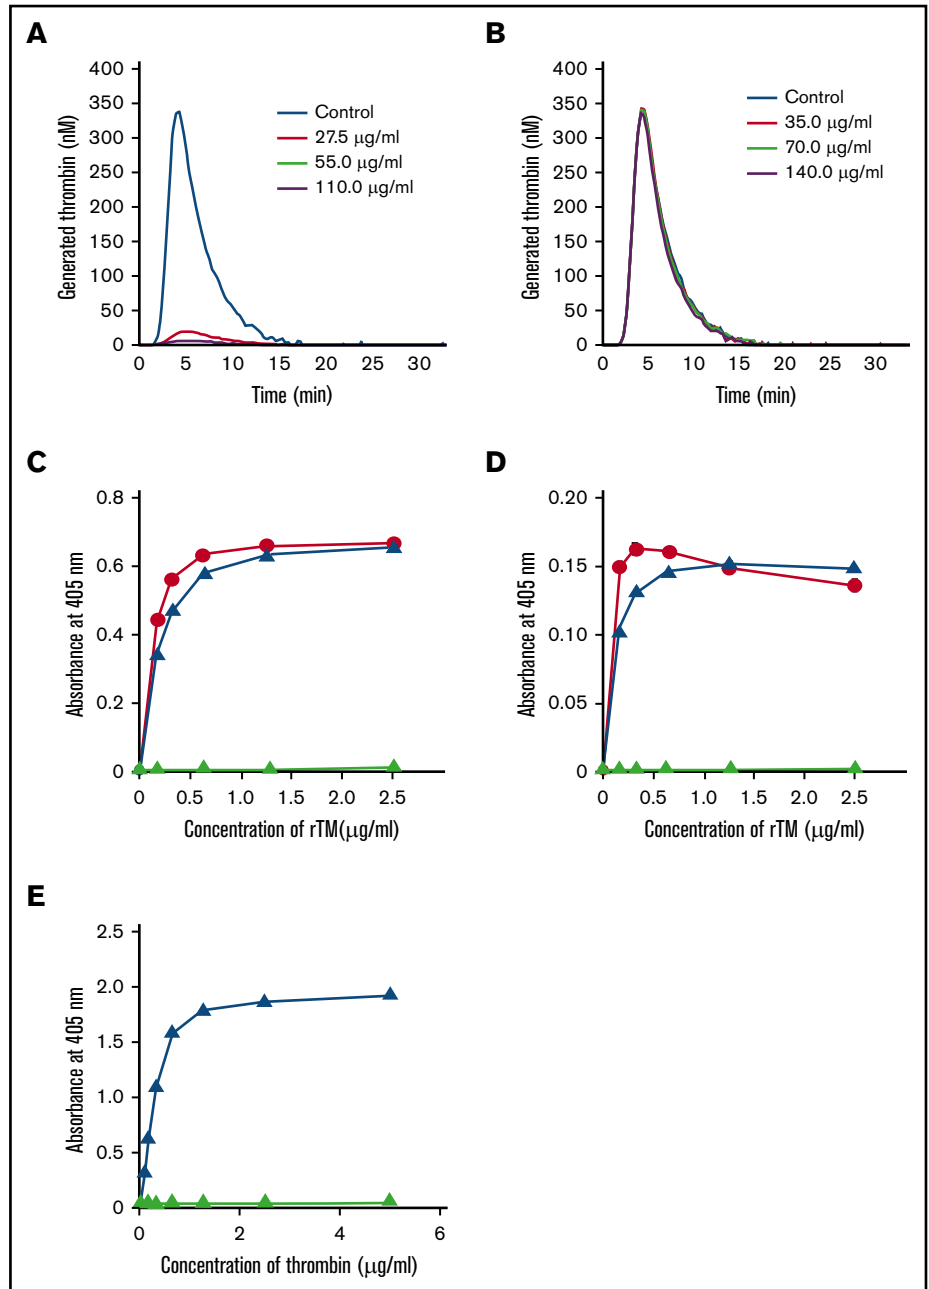 A
400
350
300
250
200
150
100
50
0
Generated thrombin (nM)
Control
27.5 μg/ml
55.0 μg/ml
110.0 μg/ml
0 5 10 15 20 25 30
Time (min)
B
400
350
300
250
200
150
100
50
0
Generated thrombin (nM)
Control
35.0 μg/ml
70.0 μg/ml
140.0 μg/ml
0 5 10 15 20 25 30
Time (min)
C
0.8
0.6
0.4
0.2
0
Absorbance at 405 nm
0 0.5 1.0 1.5 2.0 2.5
Concentration of rTM(μg/ml)
D
0.20
0.15
0.10
0.05
0
Absorbance at 405 nm
0 0.5 1.0 1.5 2.0 2.5
Concentration of rTM (μg/ml)
E
2.5
2.0
1.5
1.0
0.5
0
Absorbance at 405 nm
0 2 4 6
Concentration of thrombin (μg/ml)